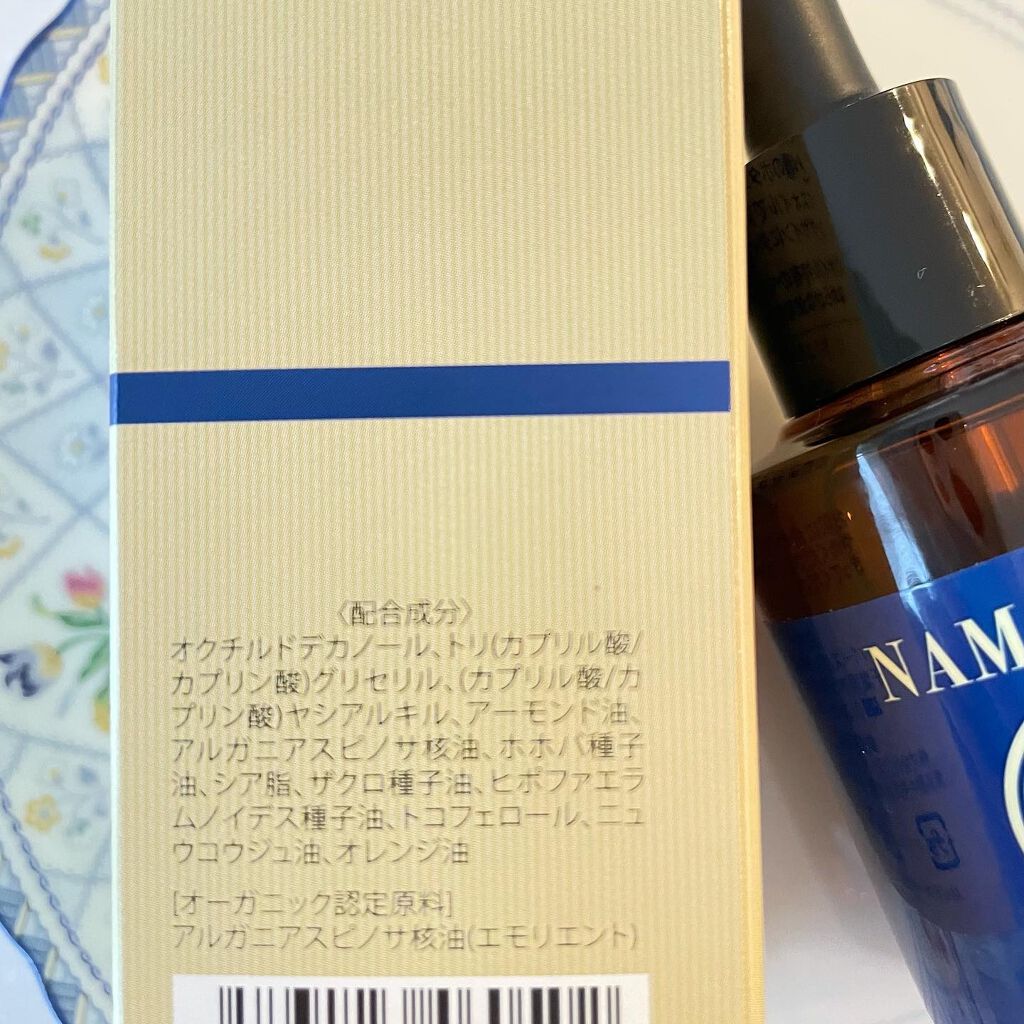 〈配合成分〉
オクチルドデカノール、トリ(カプリル酸/
カプリン酸)グリセリル、(カプリル酸/カ
プリン酸)ヤシアルキル、アーモンド油、
アルガニアスピノサ核油、ホホバ種子
油、シア脂、ザクロ種子油、ヒポファエラ
ムノイデス種子油、トコフェロール、ニュ
ウコウジュ油、オレンジ油
[オーガニック認定原料]
アルガニアスピノサ核油(エモリエント)
NAM